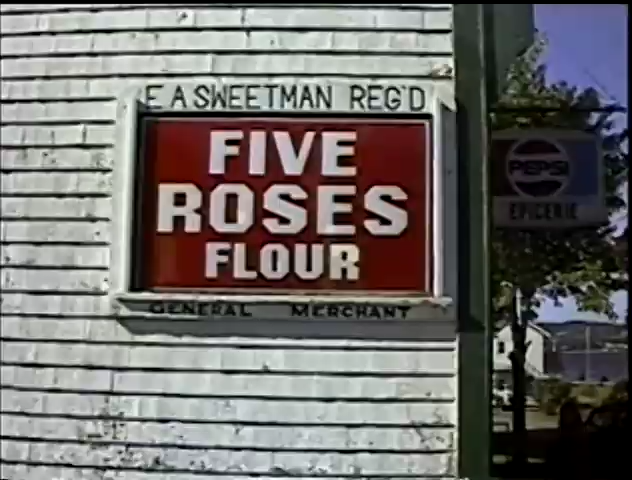 E A SWEETMAN REG'D
FIVE
ROSES
FLOUR
GENERAL MERCHANT
PEPSI
EPICERIE